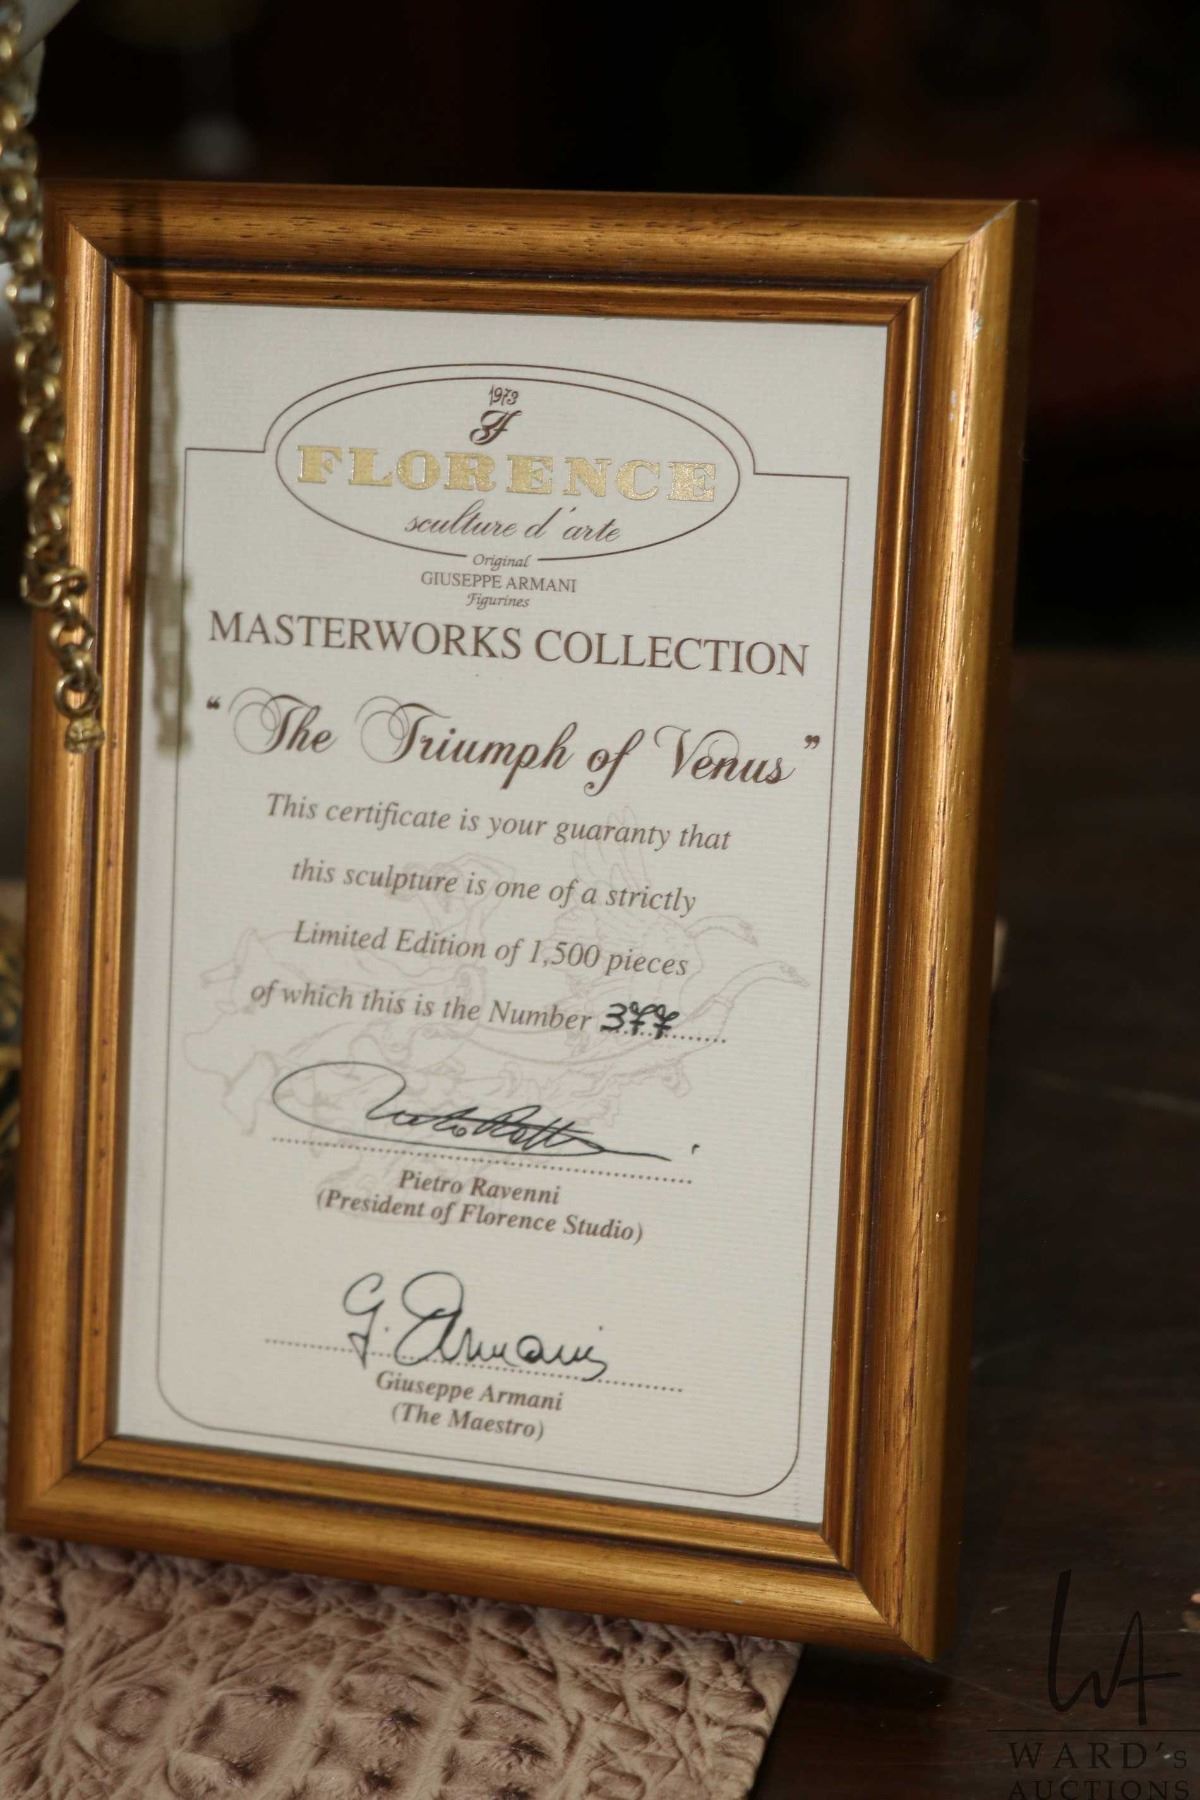 1973
FLORENCE
sculture d'arte
Original
GIUSEPPE ARMANI
Figurines
MASTERWORKS COLLECTION
“The Triumph of Venus”
This certificate is your guaranty that
this sculpture is one of a strictly
Limited Edition of 1,500 pieces
of which this is the Number 377
Pietro Ravenni
(President of Florence Studio)
G. Armani
Giuseppe Armani
(The Maestro)
WA
WARD's
AUCTIONS